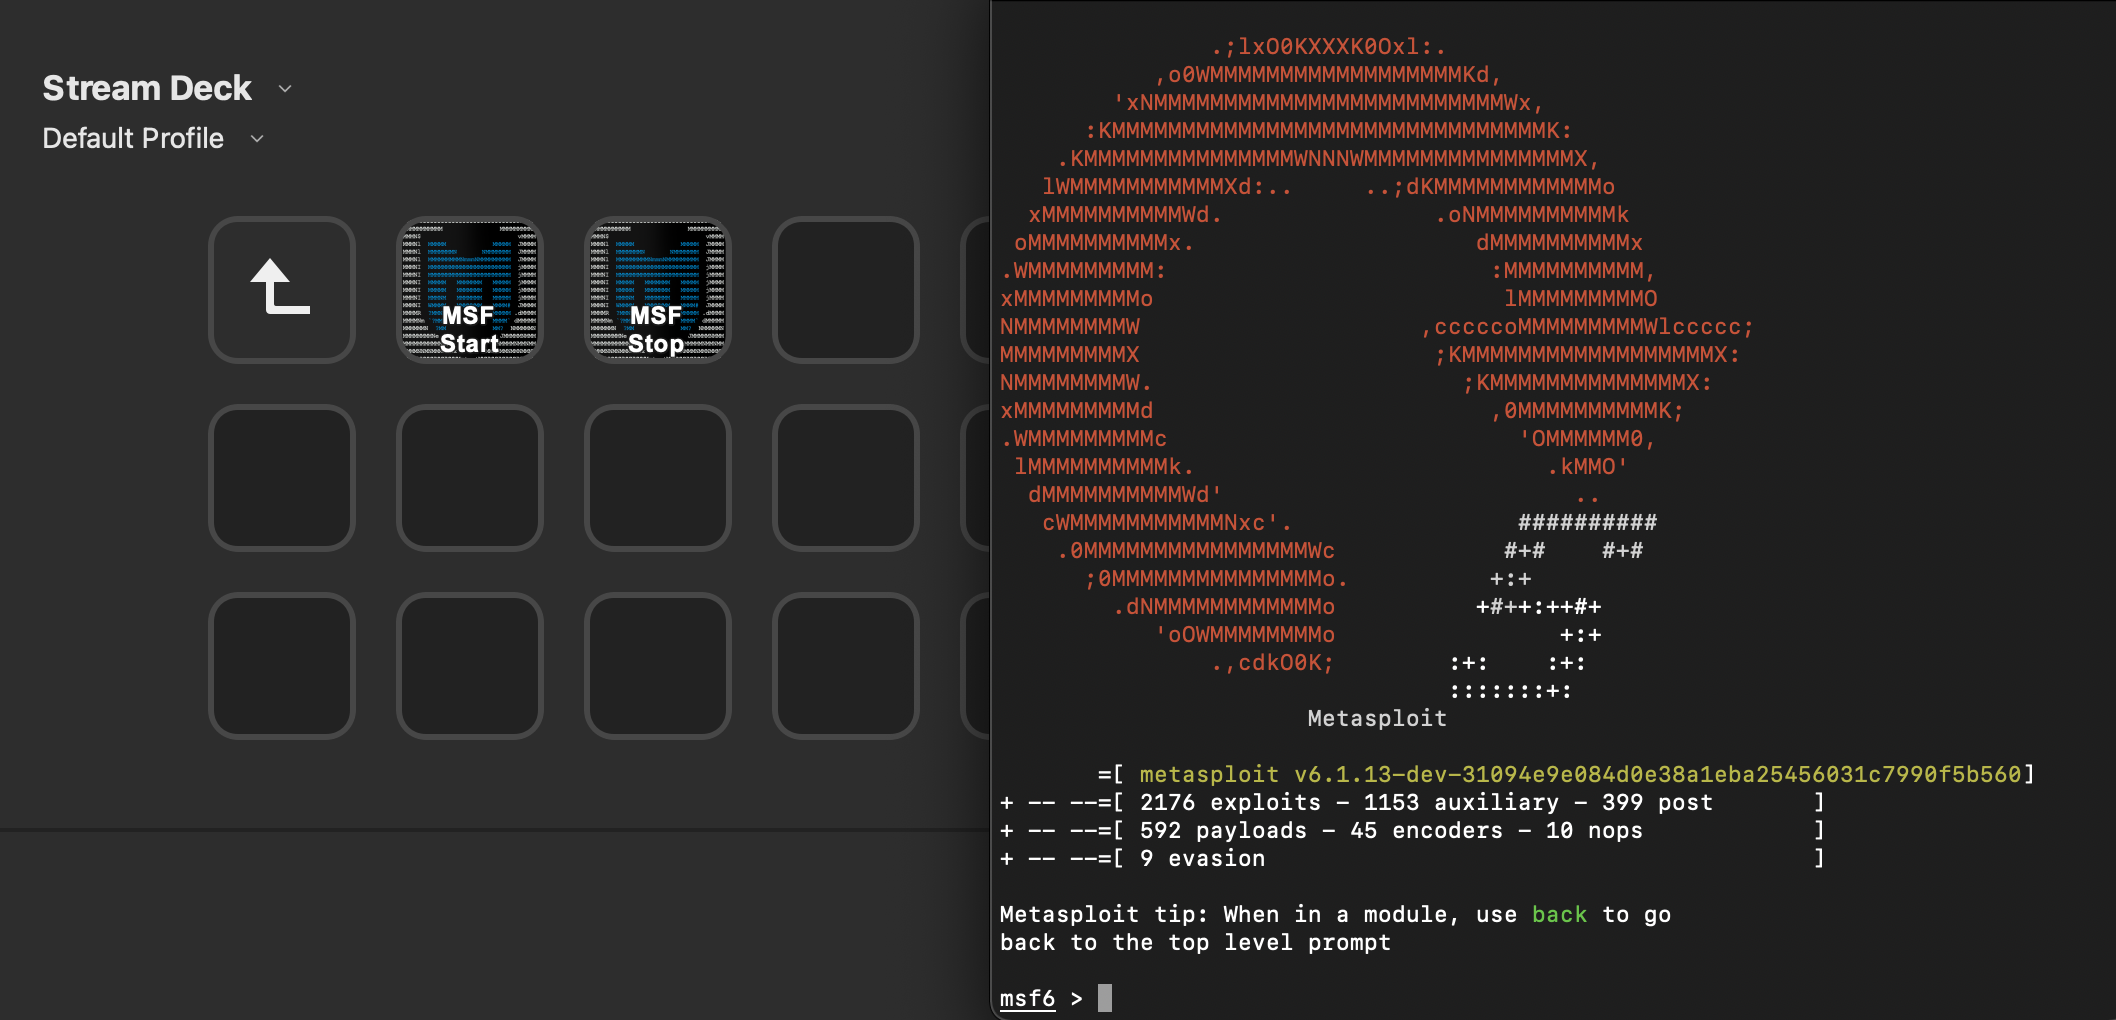 Stream Deck
Default Profile
MSF
Start
MSF
Stop
.;lxO0KXXXK0Oxl:.
,o0WMMMMMMMMMMMMMMMMMMKd,
'xNMMMMMMMMMMMMMMMMMMMMMMMMMWx,
:KMMMMMMMMMMMMMMMMMMMMMMMMMMMMMMMK:
.KMMMMMMMMMMMMMMMWNNNWMMMMMMMMMMMMMMMX,
lWMMMMMMMMMMMXd:..     ..;dKMMMMMMMMMMMMo
xMMMMMMMMMMWd.               .oNMMMMMMMMMMk
oMMMMMMMMMMx.                    dMMMMMMMMMMx
.WMMMMMMMMM:                       :MMMMMMMMMM,
xMMMMMMMMMo                         lMMMMMMMMMO
NMMMMMMMMW                    ,cccccoMMMMMMMMMWlccccc;
MMMMMMMMMX                     ;KMMMMMMMMMMMMMMMMMMX:
NMMMMMMMMW.                      ;KMMMMMMMMMMMMMMX:
xMMMMMMMMMd                        ,0MMMMMMMMMMK;
.WMMMMMMMMMc                         'OMMMMMM0,
lMMMMMMMMMMk.                         .kMMO'
dMMMMMMMMMMWd'                         ..
cWMMMMMMMMMMMNxc'.                ##########
.0MMMMMMMMMMMMMMMMWc            #+#    #+#
;0MMMMMMMMMMMMMMMo.          +:+
.dNMMMMMMMMMMMMo          +#++:++#+
'oOWMMMMMMMMo                +:+
.,cdkO0K;        :+:    :+:
:::::::+:
Metasploit
=[ metasploit v6.1.13-dev-31094e9e084d0e38a1eba25456031c7990f5b560]
+ -- --=[ 2176 exploits - 1153 auxiliary - 399 post       ]
+ -- --=[ 592 payloads - 45 encoders - 10 nops            ]
+ -- --=[ 9 evasion                                       ]
Metasploit tip: When in a module, use back to go
back to the top level prompt
msf6 >